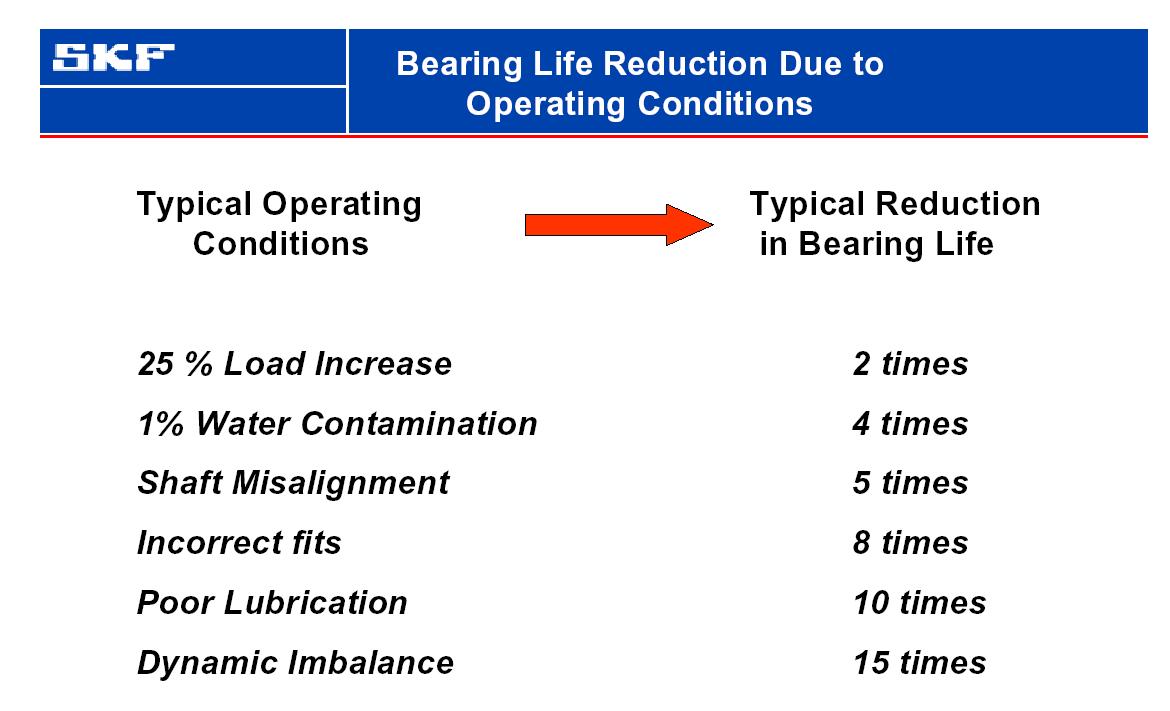 SKF
Bearing Life Reduction Due to
Operating Conditions
Typical Operating
Conditions
Typical Reduction
in Bearing Life
25 % Load Increase 2 times
1% Water Contamination 4 times
Shaft Misalignment 5 times
Incorrect fits 8 times
Poor Lubrication 10 times
Dynamic Imbalance 15 times